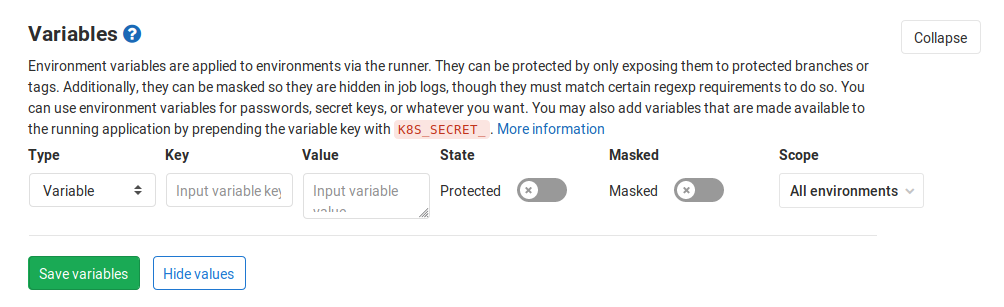 Variables ?
Collapse
Environment variables are applied to environments via the runner. They can be protected by only exposing them to protected branches or
tags. Additionally, they can be masked so they are hidden in job logs, though they must match certain regexp requirements to do so. You
can use environment variables for passwords, secret keys, or whatever you want. You may also add variables that are made available to
the running application by prepending the variable key with K8S_SECRET_. More information
Type Key Value State Masked Scope
Variable Input variable key Input variable Protected Masked All environments
value
Save variables Hide values